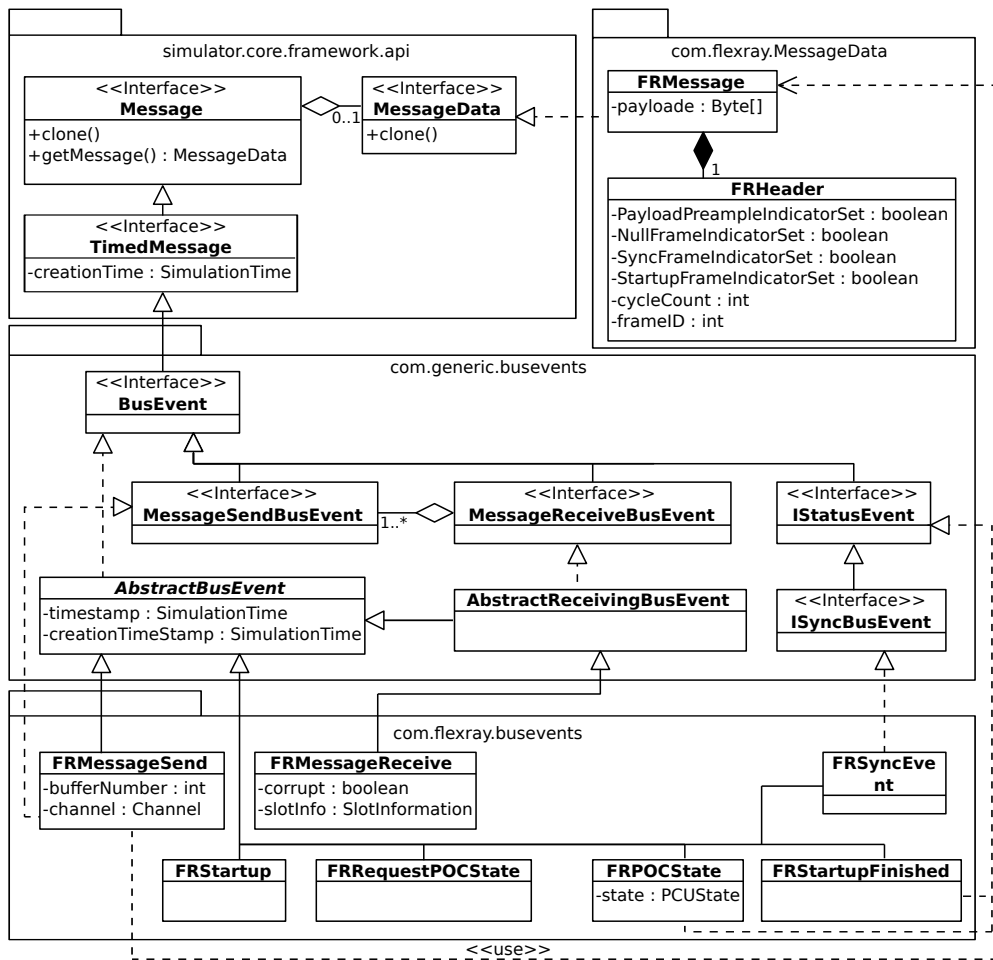 simulator.core.framework.api
<<Interface>>
Message
+clone()
+getMessage() : MessageData
0..1
<<Interface>>
MessageData
+clone()
<<Interface>>
TimedMessage
-creationTime : SimulationTime
com.flexray.MessageData
FRMessage
-payloade : Byte[]
1
FRHeader
-PayloadPreampleIndicatorSet : boolean
-NullFrameIndicatorSet : boolean
-SyncFrameIndicatorSet : boolean
-StartupFrameIndicatorSet : boolean
-cycleCount : int
-frameID : int
com.generic.busevents
<<Interface>>
BusEvent
<<Interface>>
MessageSendBusEvent
1..*
<<Interface>>
MessageReceiveBusEvent
<<Interface>>
IStatusEvent
AbstractBusEvent
-timestamp : SimulationTime
-creationTimeStamp : SimulationTime
AbstractReceivingBusEvent
<<Interface>>
ISyncBusEvent
com.flexray.busevents
FRMessageSend
-bufferNumber : int
-channel : Channel
FRMessageReceive
-corrupt : boolean
-slotInfo : SlotInformation
FRSyncEve
nt
FRStartup
FRRequestPOCState
FRPOCState
-state : PCUState
FRStartupFinished
<<use>>